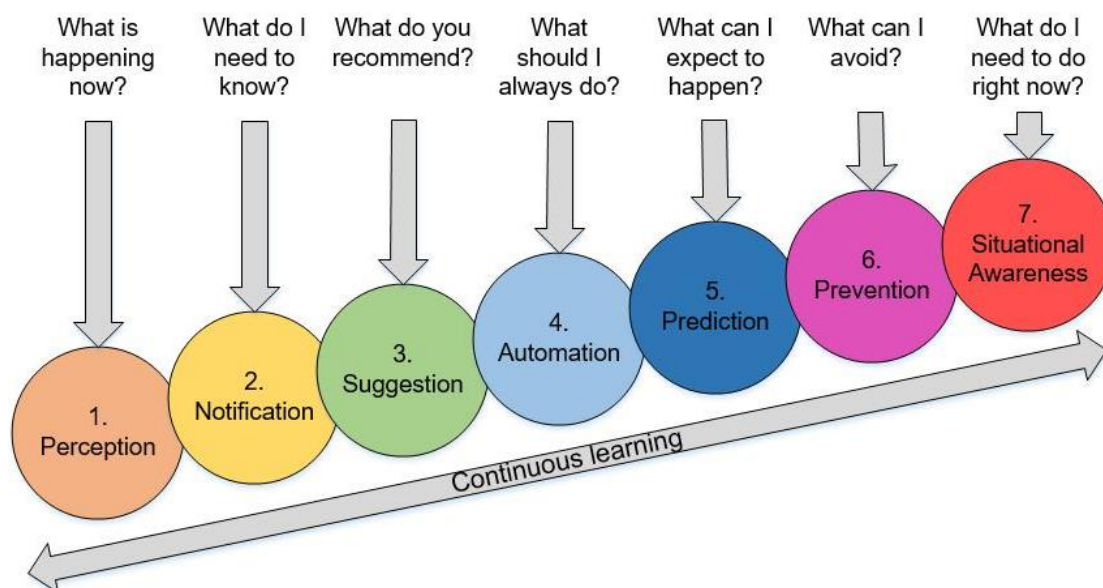 What is
happening
now?
What do I
need to
know?
What do you
recommend?
What
should I
always do?
What can I
expect to
happen?
What can I
avoid?
What do I
need to do
right now?
1.
Perception
2.
Notification
3.
Suggestion
4.
Automation
5.
Prediction
6.
Prevention
7.
Situational
Awareness
Continuous learning